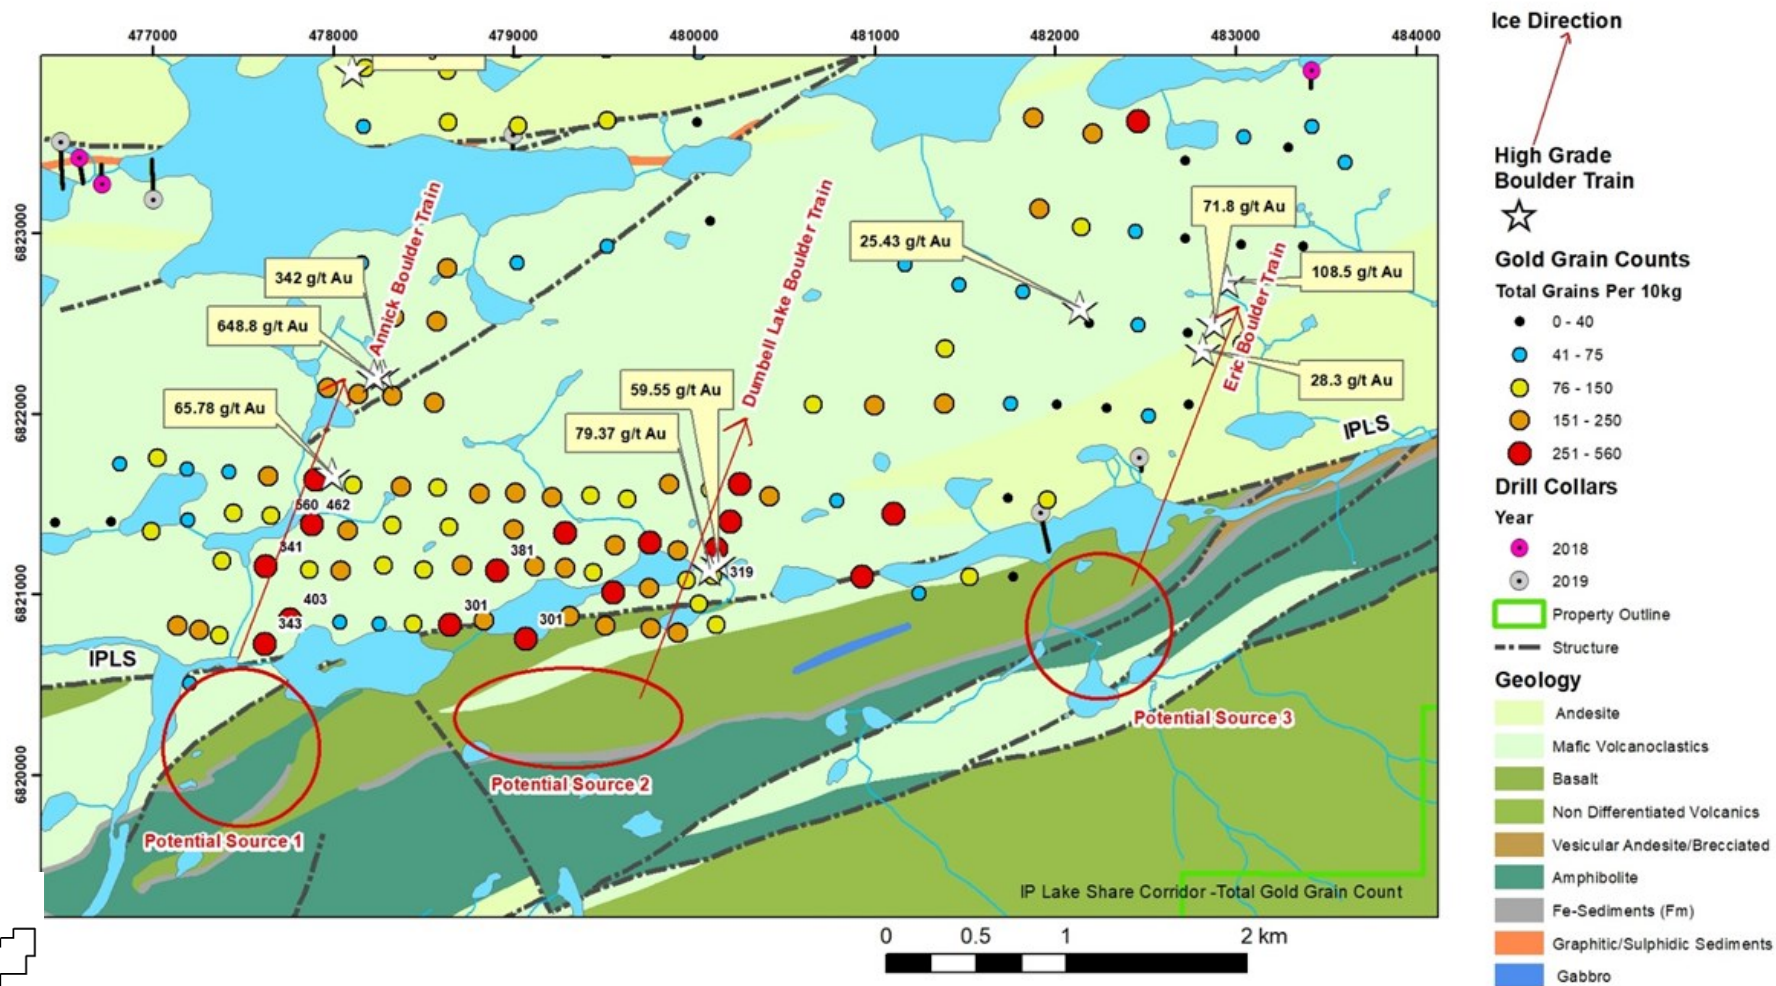 477000
478000
479000
480000
481000
482000
483000
484000
6823000
6822000
6821000
6820000
342 g/t Au
648.8 g/t Au
65.78 g/t Au
59.55 g/t Au
79.37 g/t Au
25.43 g/t Au
71.8 g/t Au
108.5 g/t Au
28.3 g/t Au
Annick Boulder Train
Dumbell Lake Boulder Train
Eric Boulder Train
IPLS
IPLS
560
462
341
381
319
403
343
301
301
Potential Source 1
Potential Source 2
Potential Source 3
IP Lake Share Corridor -Total Gold Grain Count
0
0.5
1
2 km
Ice Direction
High Grade
Boulder Train
Gold Grain Counts
Total Grains Per 10kg
0 - 40
41 - 75
76 - 150
151 - 250
251 - 560
Drill Collars
Year
2018
2019
Property Outline
Structure
Geology
Andesite
Mafic Volcanoclastics
Basalt
Non Differentiated Volcanics
Vesicular Andesite/Brecciated
Amphibolite
Fe-Sediments (Fm)
Graphitic/Sulphidic Sediments
Gabbro